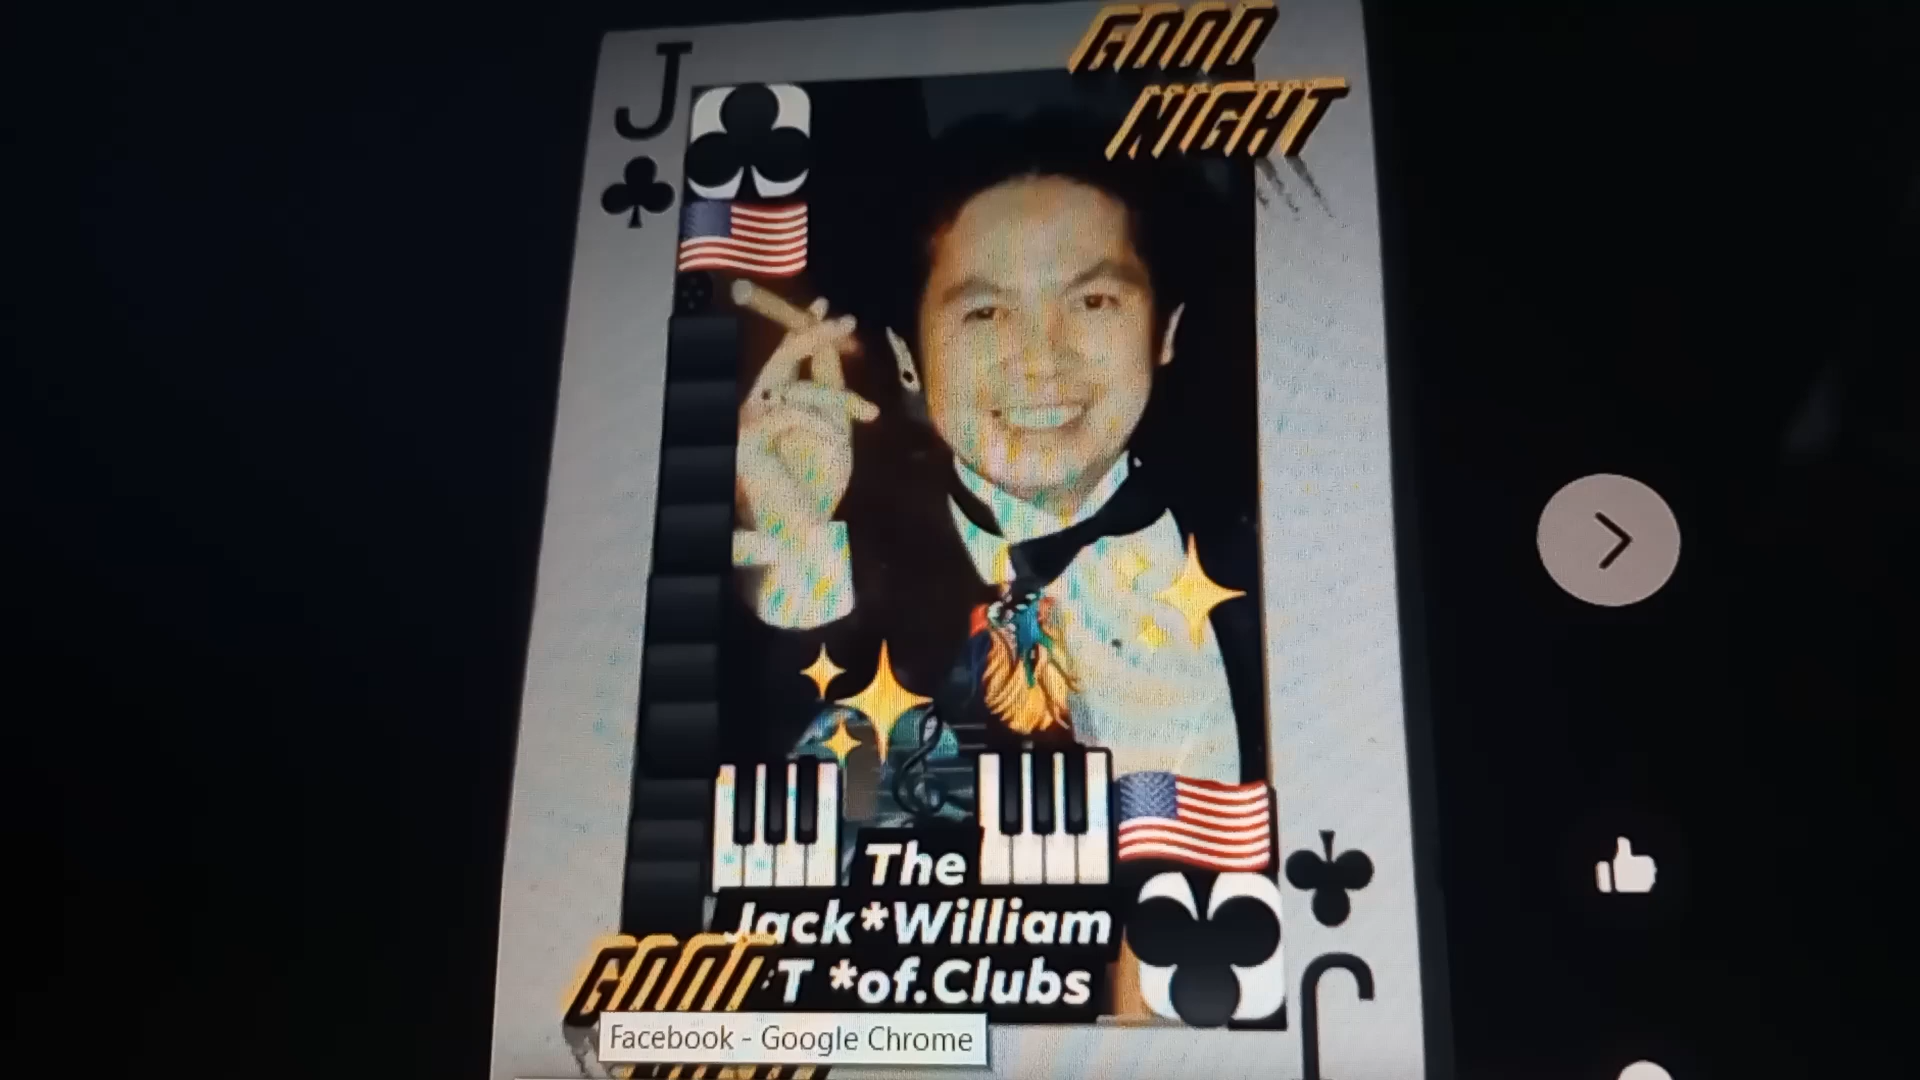 J
GOOD
NIGHT
The
Jack*William
T *of.Clubs
Facebook - Google Chrome
J